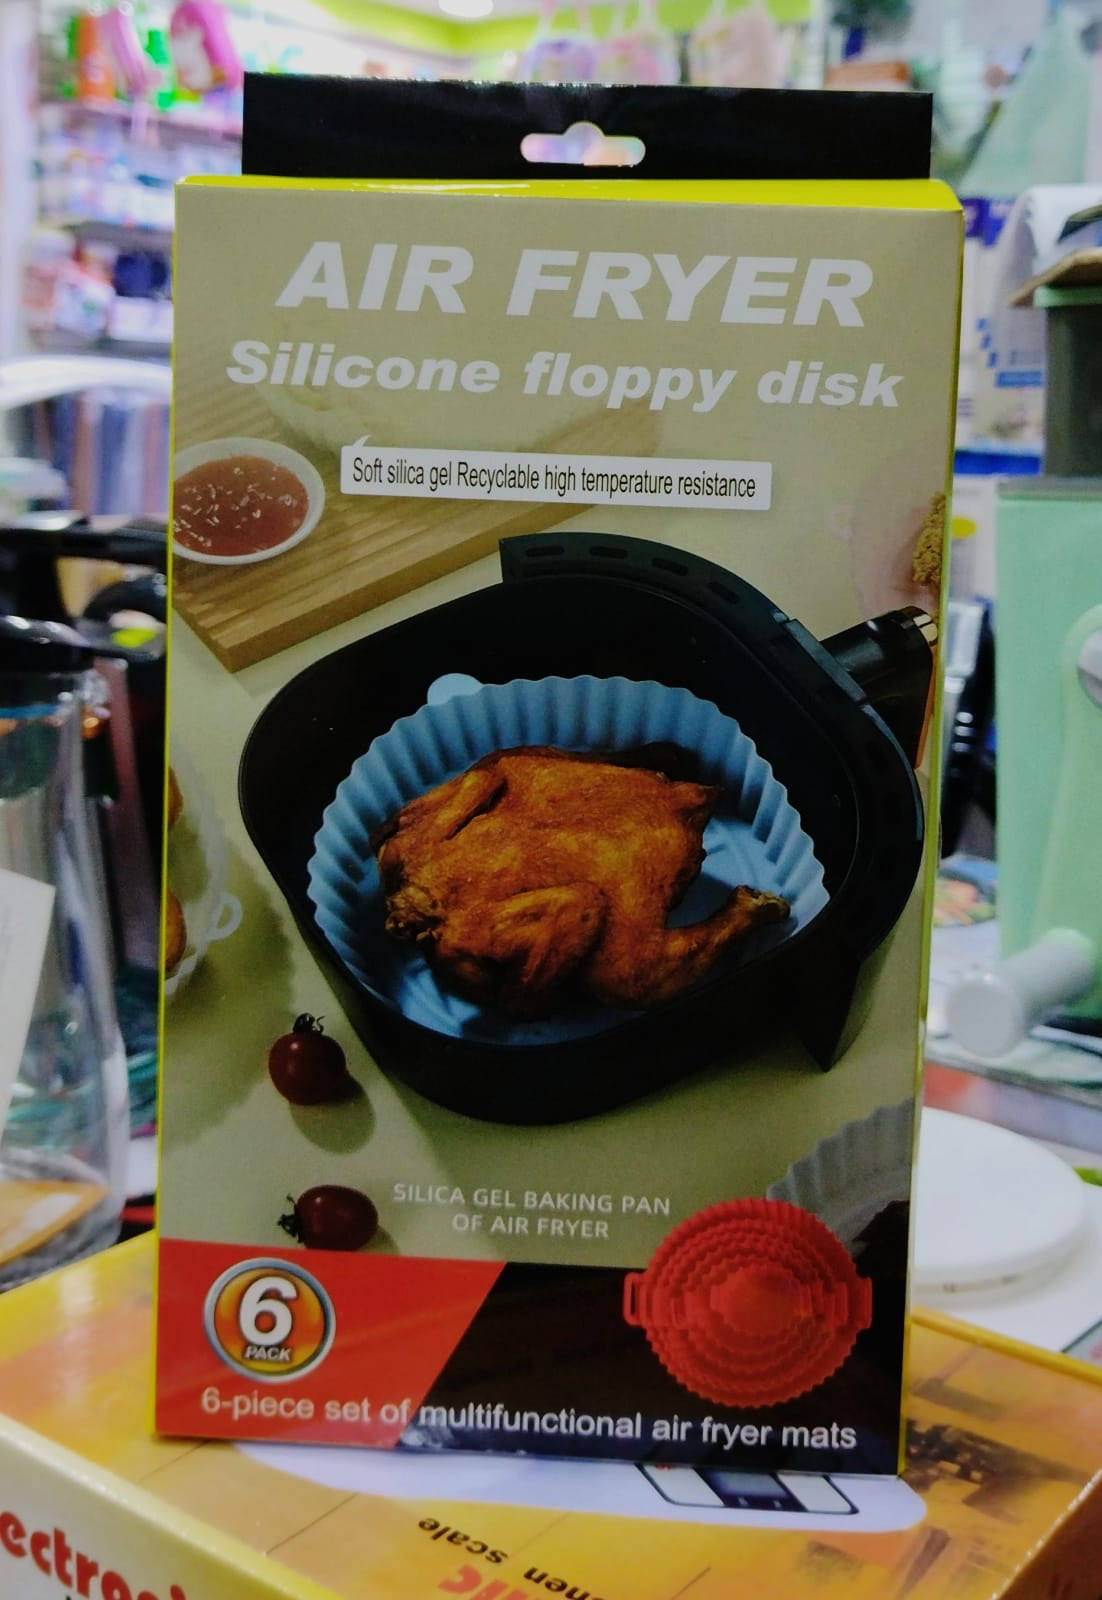 AIR FRYER
Silicone floppy disk
Soft silica gel Recyclable high temperature resistance
SILICA GEL BAKING PAN
OF AIR FRYER
6
PACK
6-piece set of multifunctional air fryer mats
scale